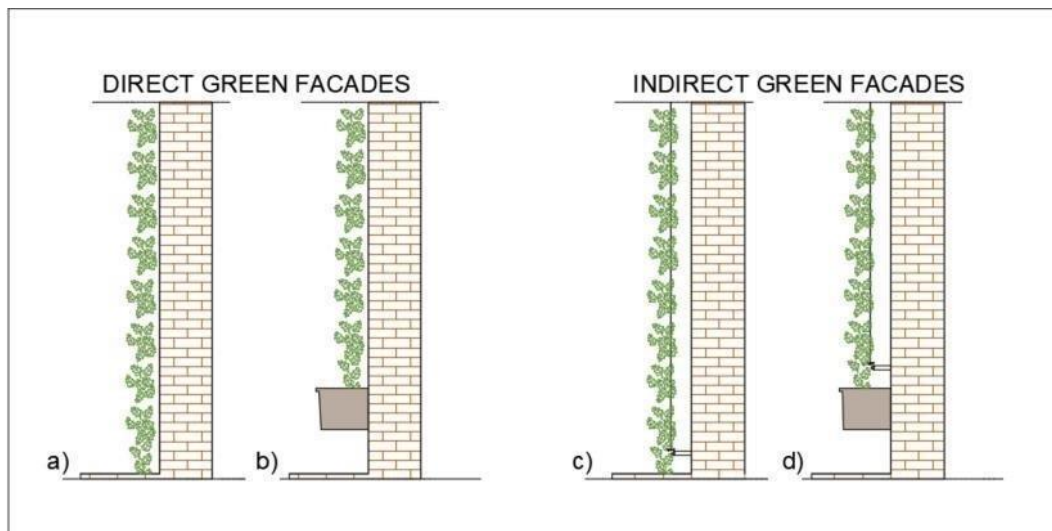 DIRECT GREEN FACADES
INDIRECT GREEN FACADES
a)
b)
c)
d)